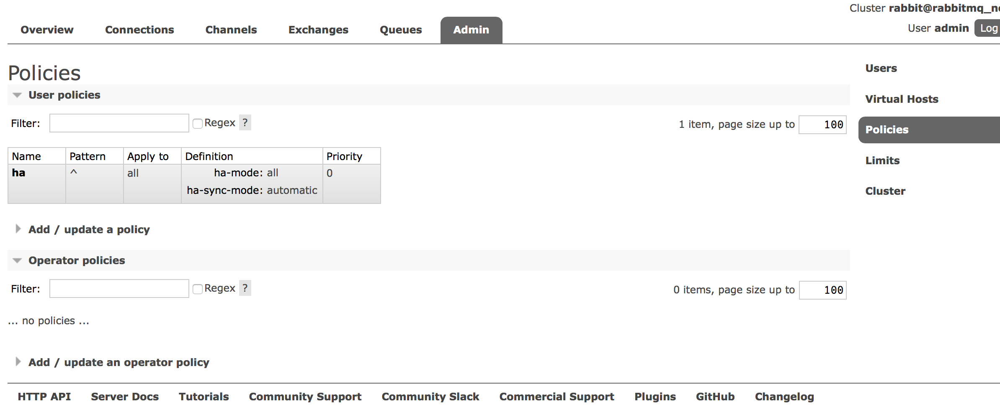 Cluster rabbit@rabbitmq_n
Overview Connections Channels Exchanges Queues Admin User admin Log
Policies
Users
User policies
Virtual Hosts
Filter: Regex ? 1 item, page size up to 100
Policies
Name Pattern Apply to Definition Priority
Limits
ha ^ all ha-mode: all 0
ha-sync-mode: automatic
Cluster
Add / update a policy
Operator policies
Filter: Regex ? 0 items, page size up to 100
... no policies ...
Add / update an operator policy
HTTP API Server Docs Tutorials Community Support Community Slack Commercial Support Plugins GitHub Changelog